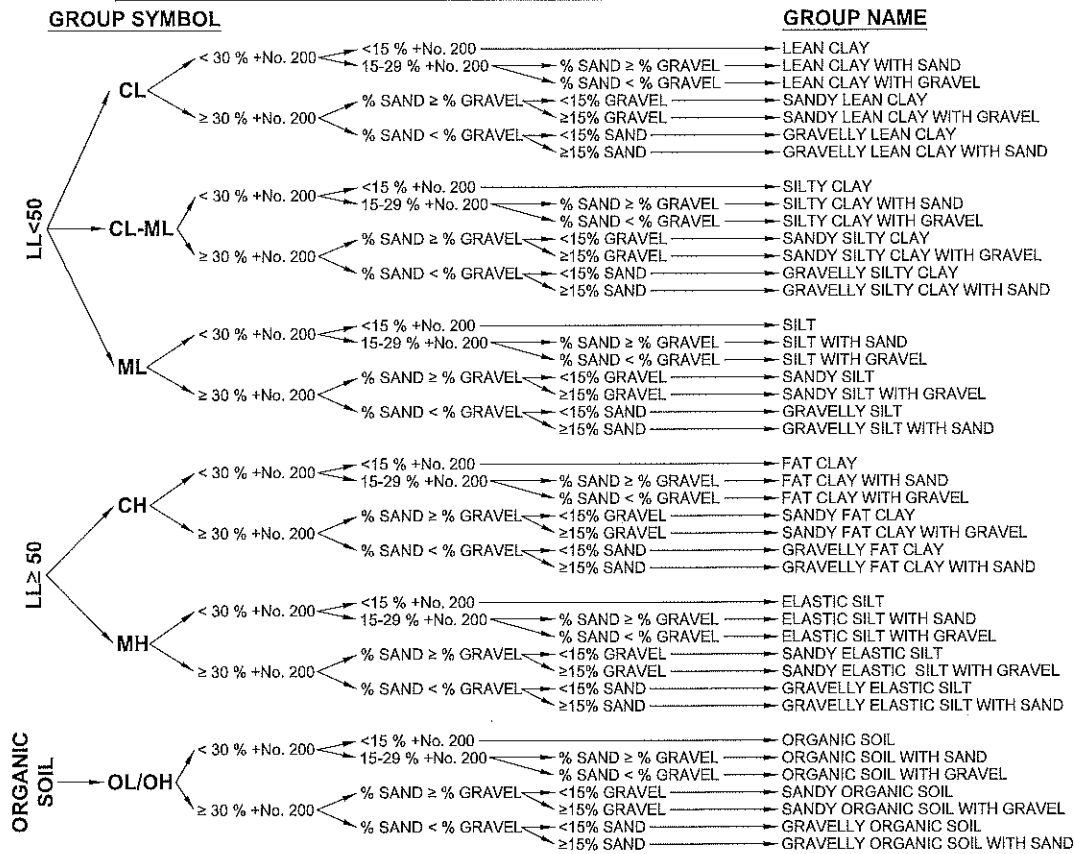 GROUP SYMBOL GROUP NAME
<15 % +No. 200 LEAN CLAY
< 30 % +No. 200 15-29 % +No. 200 % SAND ≥ % GRAVEL LEAN CLAY WITH SAND
% SAND < % GRAVEL LEAN CLAY WITH GRAVEL
CL
% SAND ≥ % GRAVEL <15% GRAVEL SANDY LEAN CLAY
≥ 30 % +No. 200 ≥15% GRAVEL SANDY LEAN CLAY WITH GRAVEL
% SAND < % GRAVEL <15% SAND GRAVELLY LEAN CLAY
≥15% SAND GRAVELLY LEAN CLAY WITH SAND
LL<50
<15 % +No. 200 SILTY CLAY
< 30 % +No. 200 15-29 % +No. 200 % SAND ≥ % GRAVEL SILTY CLAY WITH SAND
% SAND < % GRAVEL SILTY CLAY WITH GRAVEL
CL-ML
% SAND ≥ % GRAVEL <15% GRAVEL SANDY SILTY CLAY
≥ 30 % +No. 200 ≥15% GRAVEL SANDY SILTY CLAY WITH GRAVEL
% SAND < % GRAVEL <15% SAND GRAVELLY SILTY CLAY
≥15% SAND GRAVELLY SILTY CLAY WITH SAND
<15 % +No. 200 SILT
< 30 % +No. 200 15-29 % +No. 200 % SAND ≥ % GRAVEL SILT WITH SAND
% SAND < % GRAVEL SILT WITH GRAVEL
ML
% SAND ≥ % GRAVEL <15% GRAVEL SANDY SILT
≥ 30 % +No. 200 ≥15% GRAVEL SANDY SILT WITH GRAVEL
% SAND < % GRAVEL <15% SAND GRAVELLY SILT
≥15% SAND GRAVELLY SILT WITH SAND
<15 % +No. 200 FAT CLAY
< 30 % +No. 200 15-29 % +No. 200 % SAND ≥ % GRAVEL FAT CLAY WITH SAND
% SAND < % GRAVEL FAT CLAY WITH GRAVEL
CH
% SAND ≥ % GRAVEL <15% GRAVEL SANDY FAT CLAY
≥ 30 % +No. 200 ≥15% GRAVEL SANDY FAT CLAY WITH GRAVEL
% SAND < % GRAVEL <15% SAND GRAVELLY FAT CLAY
≥15% SAND GRAVELLY FAT CLAY WITH SAND
LL≥ 50
<15 % +No. 200 ELASTIC SILT
< 30 % +No. 200 15-29 % +No. 200 % SAND ≥ % GRAVEL ELASTIC SILT WITH SAND
% SAND < % GRAVEL ELASTIC SILT WITH GRAVEL
MH
% SAND ≥ % GRAVEL <15% GRAVEL SANDY ELASTIC SILT
≥ 30 % +No. 200 ≥15% GRAVEL SANDY ELASTIC SILT WITH GRAVEL
% SAND < % GRAVEL <15% SAND GRAVELLY ELASTIC SILT
≥15% SAND GRAVELLY ELASTIC SILT WITH SAND
<15 % +No. 200 ORGANIC SOIL
< 30 % +No. 200 15-29 % +No. 200 % SAND ≥ % GRAVEL ORGANIC SOIL WITH SAND
% SAND < % GRAVEL ORGANIC SOIL WITH GRAVEL
ORGANIC
SOIL
OL/OH
% SAND ≥ % GRAVEL <15% GRAVEL SANDY ORGANIC SOIL
≥ 30 % +No. 200 ≥15% GRAVEL SANDY ORGANIC SOIL WITH GRAVEL
% SAND < % GRAVEL <15% SAND GRAVELLY ORGANIC SOIL
≥15% SAND GRAVELLY ORGANIC SOIL WITH SAND